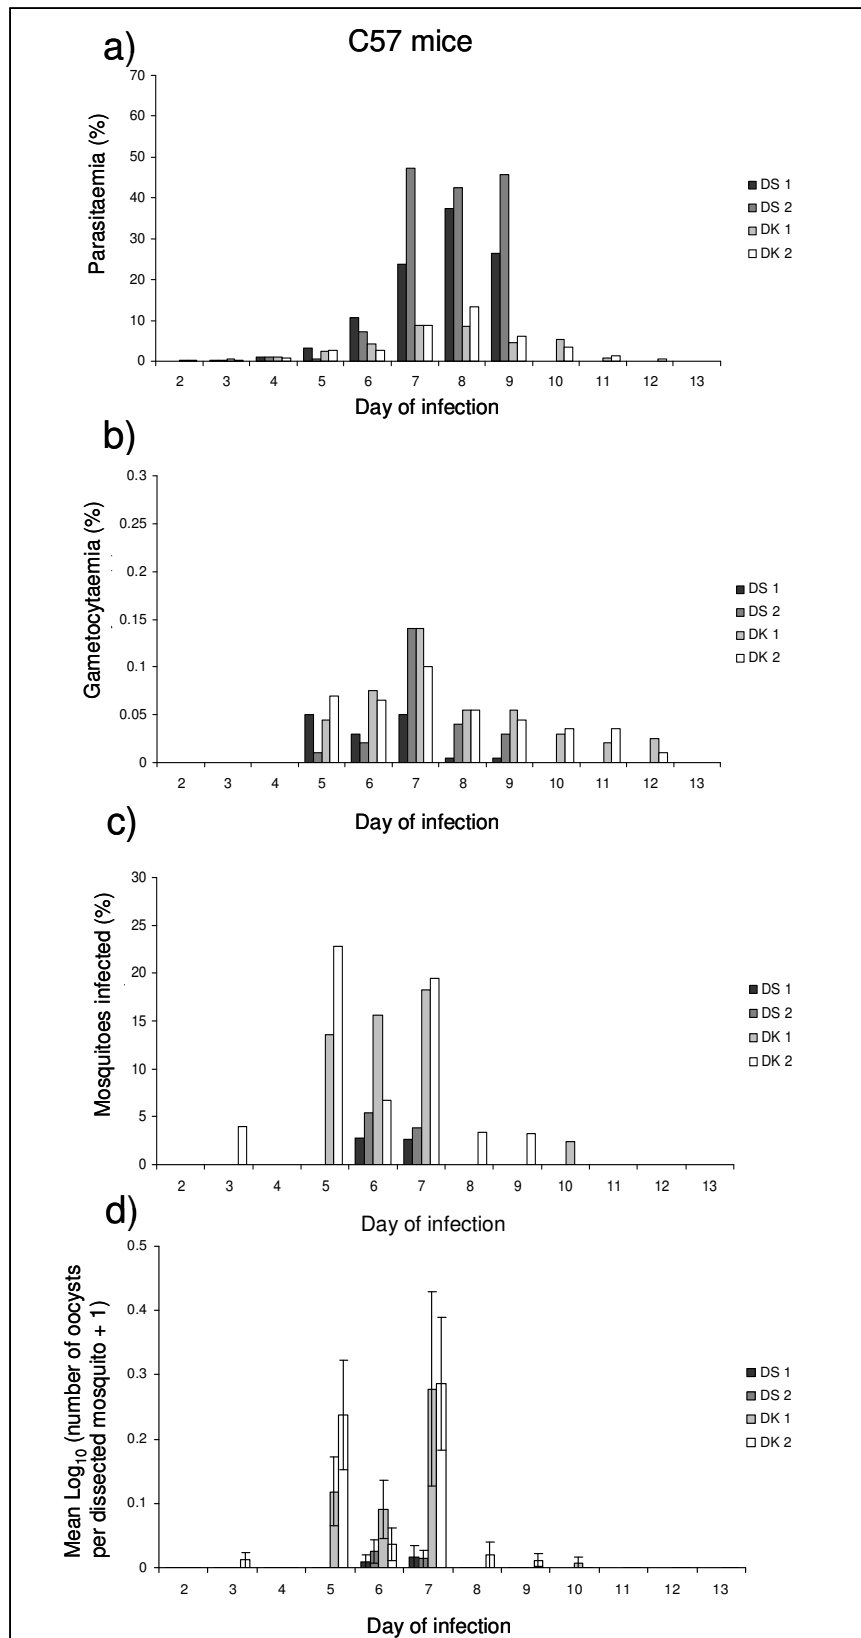 a)
C57 mice
Parasitaemia (%)
70
60
50
40
30
20
10
0
2 3 4 5 6 7 8 9 10 11 12 13
Day of infection
DS 1
DS 2
DK 1
DK 2
b)
Gametocytaemia (%)
0.3
0.25
0.2
0.15
0.1
0.05
0
2 3 4 5 6 7 8 9 10 11 12 13
Day of infection
DS 1
DS 2
DK 1
DK 2
c)
Mosquitoes infected (%)
30
25
20
15
10
5
0
2 3 4 5 6 7 8 9 10 11 12 13
Day of infection
DS 1
DS 2
DK 1
DK 2
d)
Mean Log₁₀ (number of oocysts
per dissected mosquito + 1)
0.5
0.4
0.3
0.2
0.1
0
2 3 4 5 6 7 8 9 10 11 12 13
Day of infection
DS 1
DS 2
DK 1
DK 2